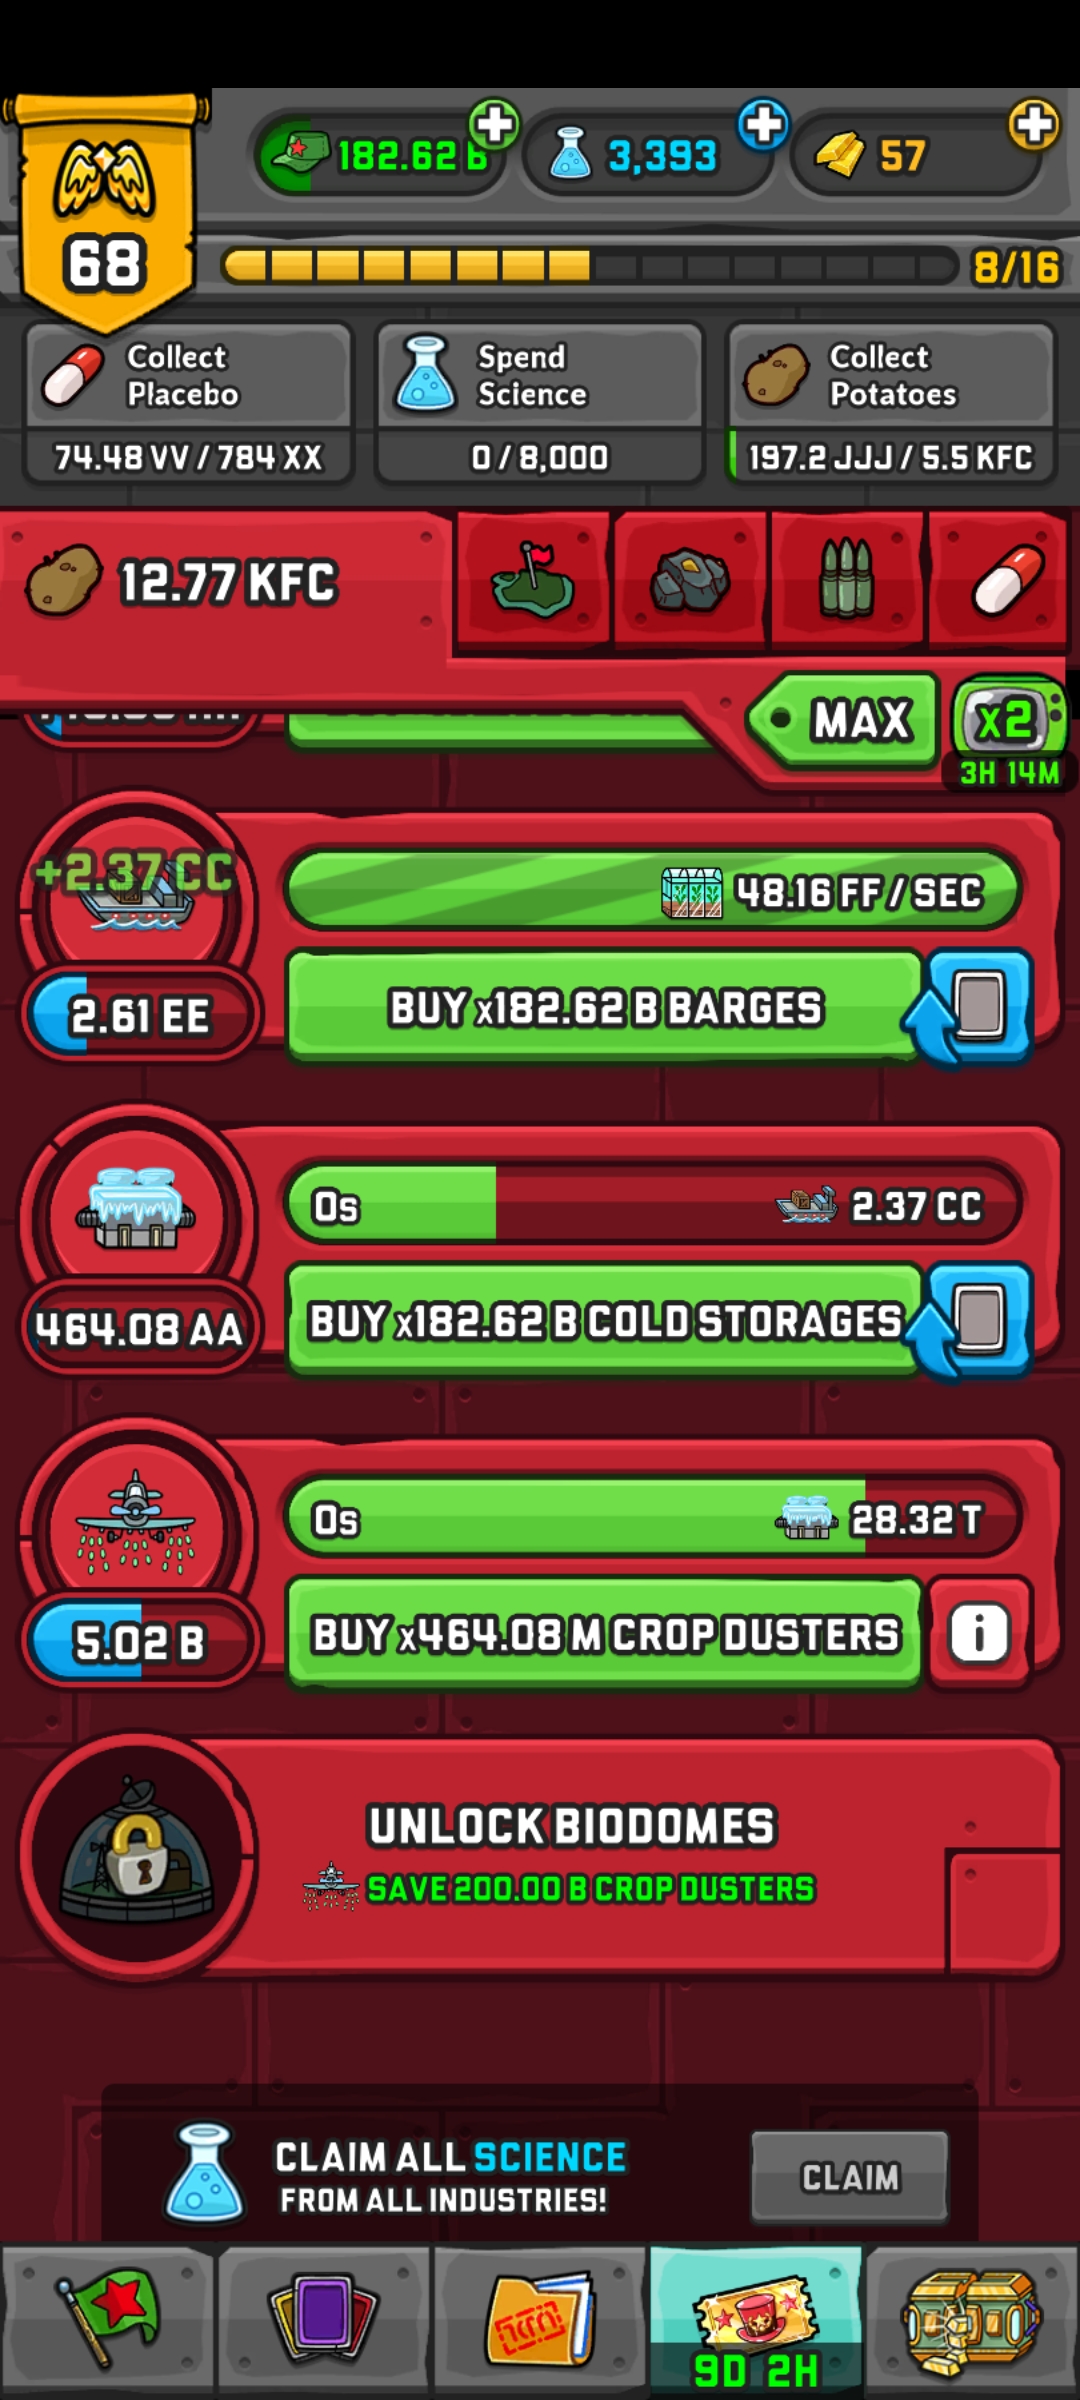 182.62 B
3,393
57
68
8/16
Collect
Placebo
74.48 VV / 784 XX
Spend
Science
0 / 8,000
Collect
Potatoes
197.2 JJJ / 5.5 KFC
12.77 KFC
MAX
x2
3H 14M
+2.37 CC
48.16 FF / SEC
2.61 EE
BUY x182.62 B BARGES
0s
2.37 CC
464.08 AA
BUY x182.62 B COLD STORAGES
0s
28.32 T
5.02 B
BUY x464.08 M CROP DUSTERS
i
UNLOCK BIODOMES
SAVE 200.00 B CROP DUSTERS
CLAIM ALL SCIENCE
FROM ALL INDUSTRIES!
CLAIM
9D 2H